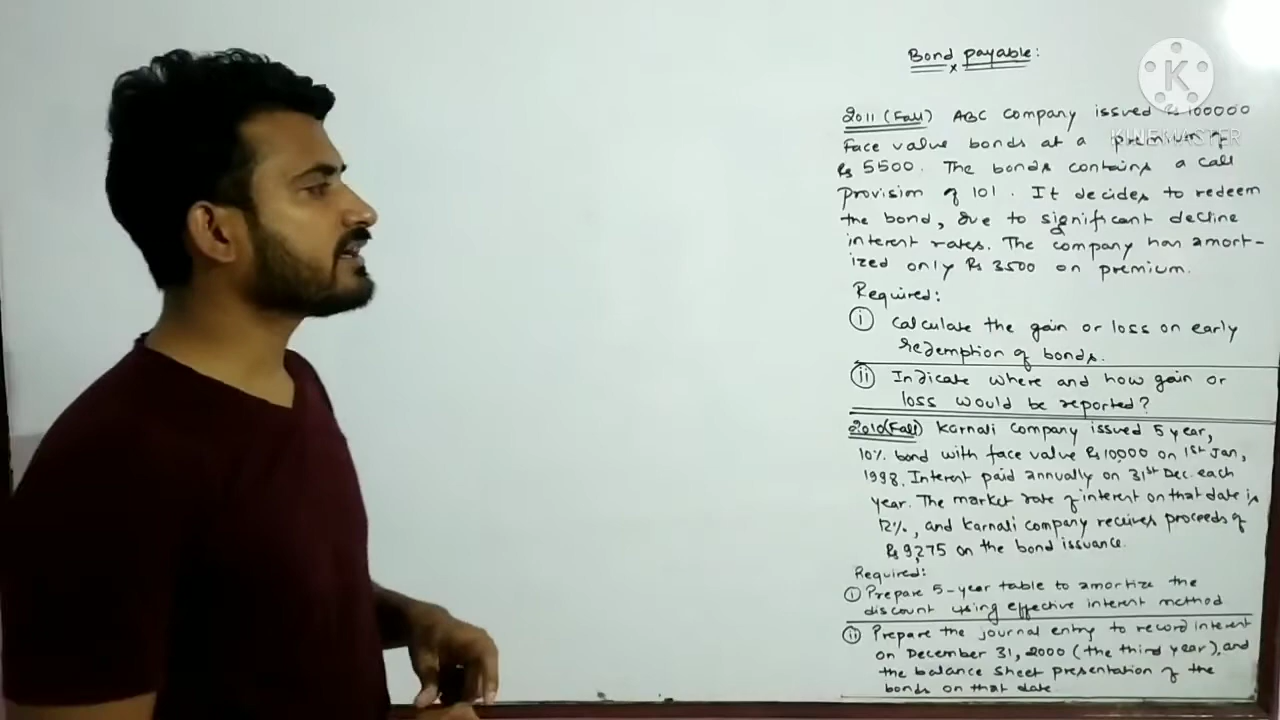 Bond payable:
K
KINEMASTER
2011 (Fall) ABC company issued Rs 100000
Face value bonds at a premium of
Rs 5500. The bonds contains a call
provision of 101. It decides to redeem
the bond, due to significant decline
interest rates. The company has amort-
ized only Rs 3500 on premium.
Required:
(i) Calculate the gain or loss on early
redemption of bonds.
(ii) Indicate where and how gain or
loss would be reported?
2010(Fall) Karnali company issued 5 year,
10% bond with face value Rs 10,000 on 1st Jan,
1998. Interest paid annually on 31st Dec. each
year. The market rate of interest on that date is
12%, and Karnali company receives proceeds of
Rs 9,275 on the bond issuance.
Required:
(i) Prepare 5-year table to amortize the
discount using effective interest method
(ii) Prepare the journal entry to record interest
on December 31, 2000 (the third year), and
the balance sheet presentation of the
bonds on that date